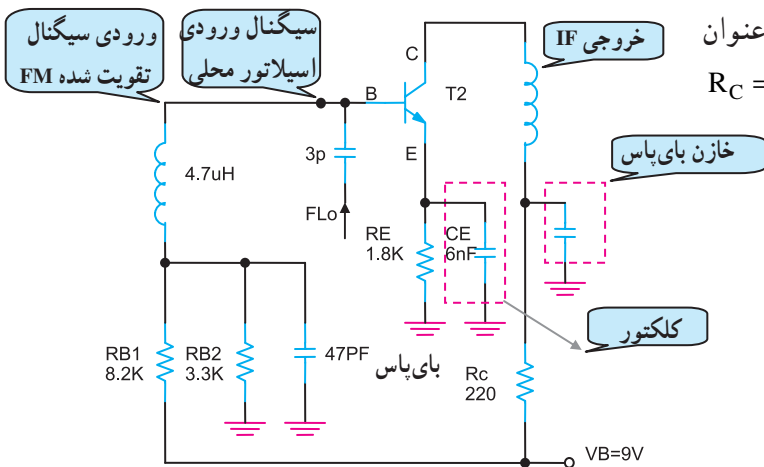 ورودی سیگنال
تقویت شده FM
سیگنال ورودی
اسیلاتور محلی
خروجی IF
عنوان
R_C =
C
B
T2
E
خازن بای‌پاس
3p
4.7uH
FLo
RE
1.8K
CE
6nF
کلکتور
RB1
8.2K
RB2
3.3K
47PF
بای‌پاس
Rc
220
VB=9V